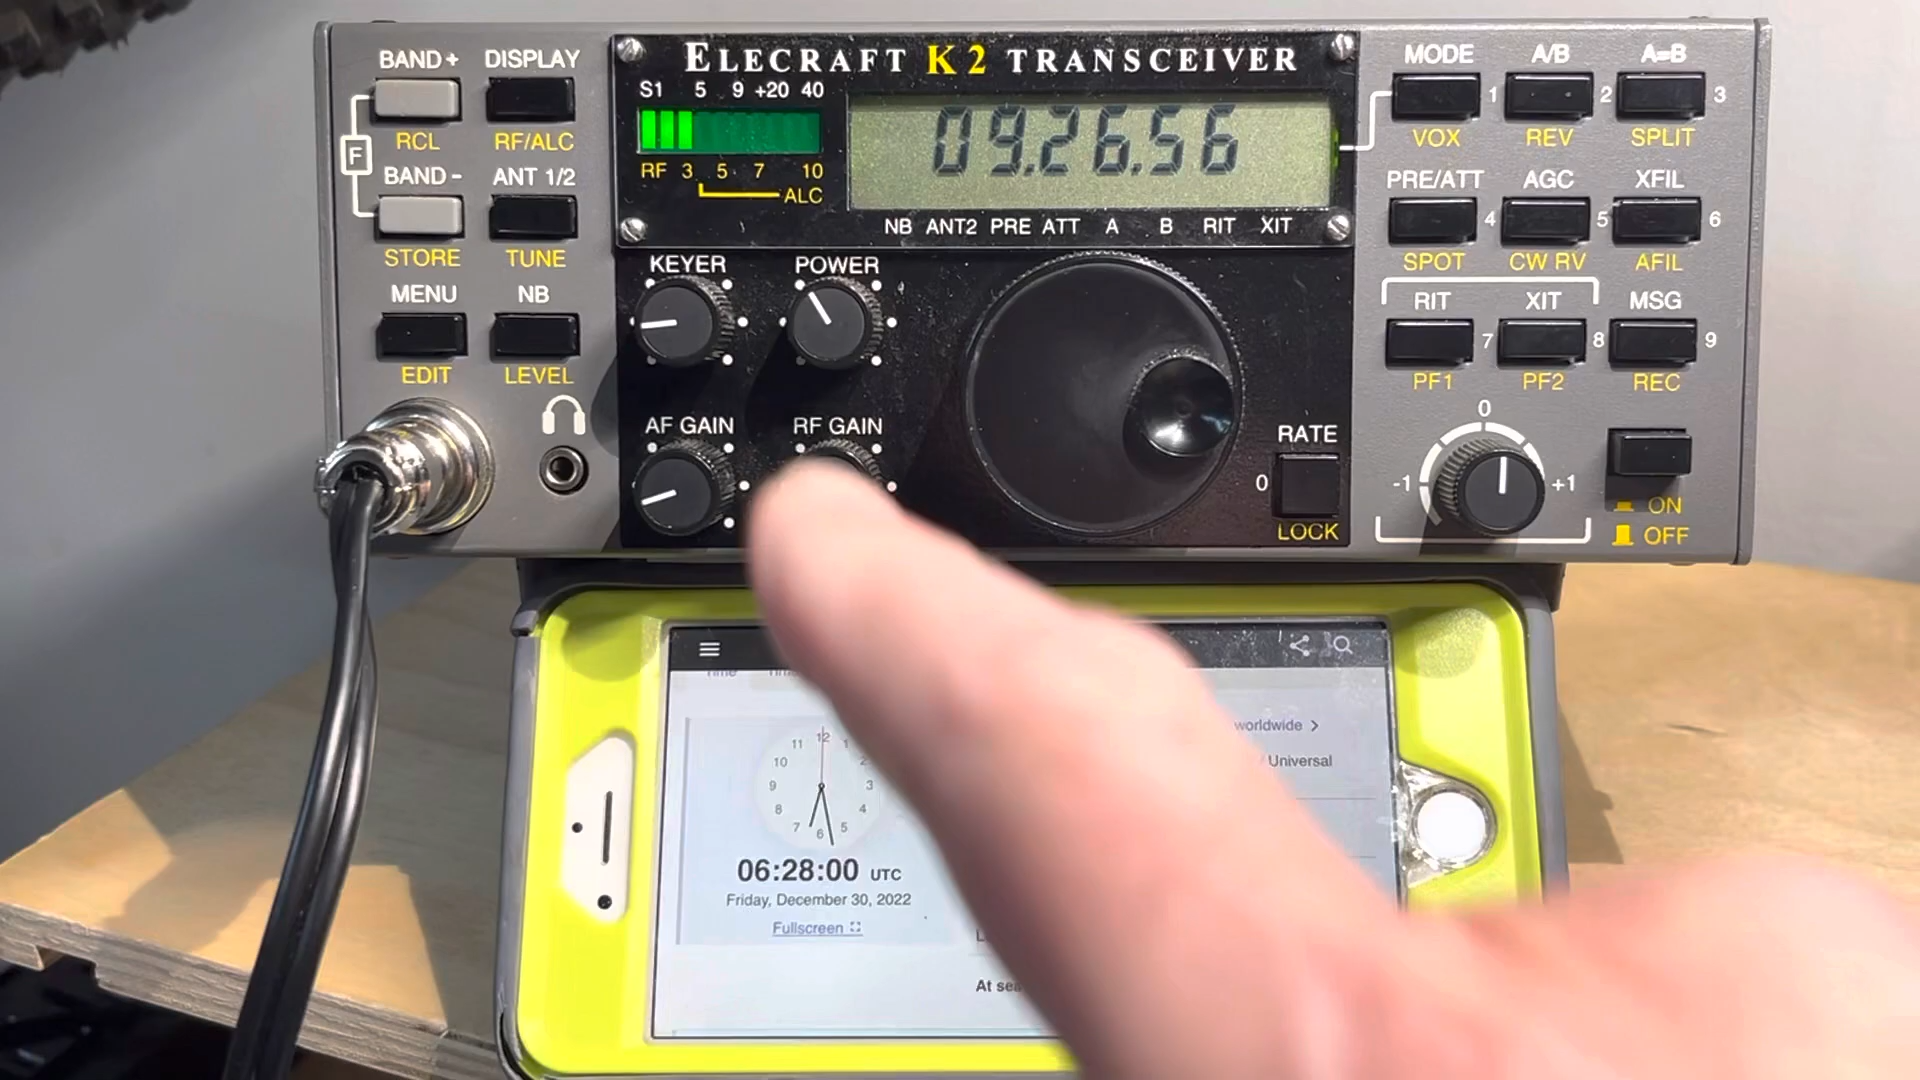 ELECRAFT K2 TRANSCEIVER
BAND + DISPLAY
RCL RF/ALC
F
BAND - ANT 1/2
STORE TUNE
MENU NB
EDIT LEVEL
S1 5 9 +20 40
RF 3 5 7 10
ALC
09.26.56
NB ANT2 PRE ATT A B RIT XIT
KEYER POWER
AF GAIN RF GAIN
RATE
0
LOCK
MODE A/B A=B
1 2 3
VOX REV SPLIT
PRE/ATT AGC XFIL
4 5 6
SPOT CW RV AFIL
RIT XIT MSG
7 8 9
PF1 PF2 REC
0
-1 +1
ON
OFF
Time
worldwide >
/ Universal
12
11 1
10 2
9 3
8 4
7 6 5
06:28:00 UTC
Friday, December 30, 2022
Fullscreen
At sea